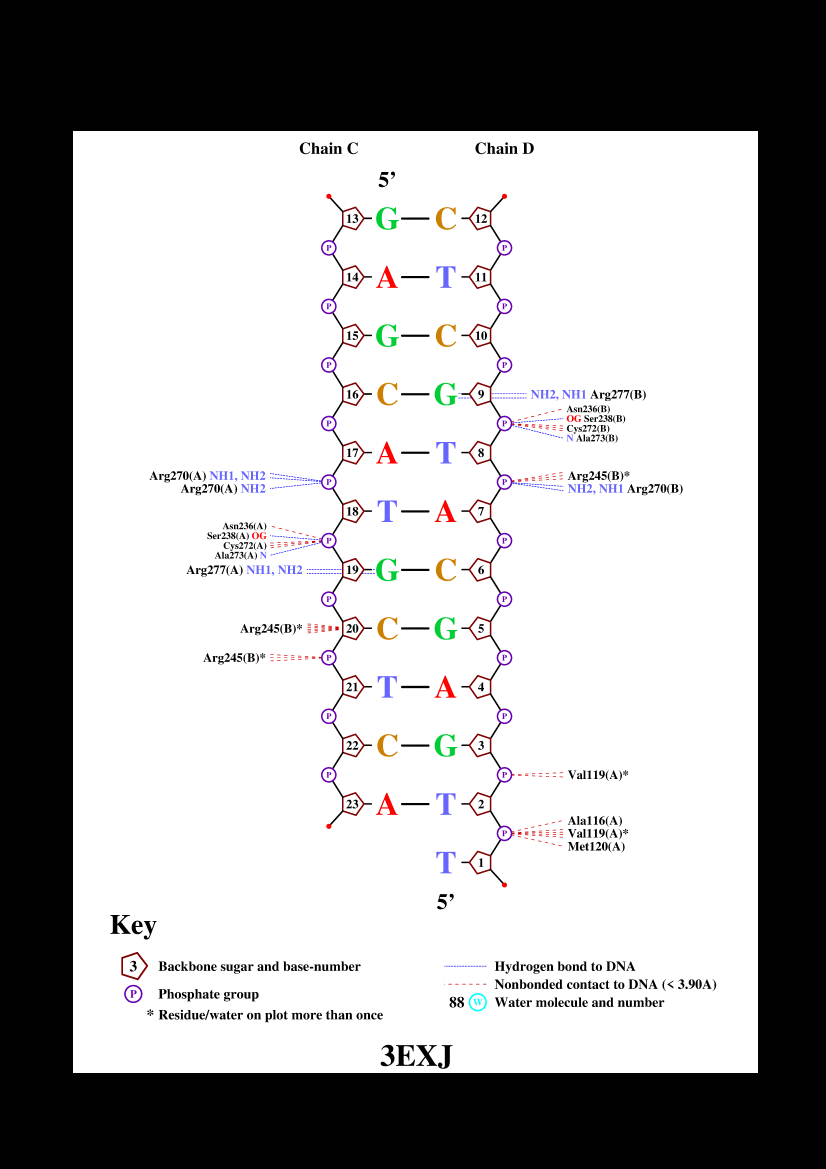 Chain C Chain D
5’
13 G C 12
P P
14 A T 11
P P
15 G C 10
P P
16 C G 9 NH2, NH1 Arg277(B)
Asn236(B)
OG Ser238(B)
P P
Cys272(B)
N Ala273(B)
17 A T 8
Arg270(A) NH1, NH2 Arg245(B)*
P P
Arg270(A) NH2 NH2, NH1 Arg270(B)
18 T A 7
Asn236(A)
Ser238(A) OG
P P
Cys272(A)
Ala273(A) N
Arg277(A) NH1, NH2 19 G C 6
P P
Arg245(B)* 20 C G 5
Arg245(B)* P P
21 T A 4
P P
22 C G 3
P P Val119(A)*
23 A T 2
Ala116(A)
P Val119(A)*
Met120(A)
T 1
5’
Key
3 Backbone sugar and base-number
P Phosphate group
* Residue/water on plot more than once
Hydrogen bond to DNA
Nonbonded contact to DNA (< 3.90A)
88 W Water molecule and number
3EXJ